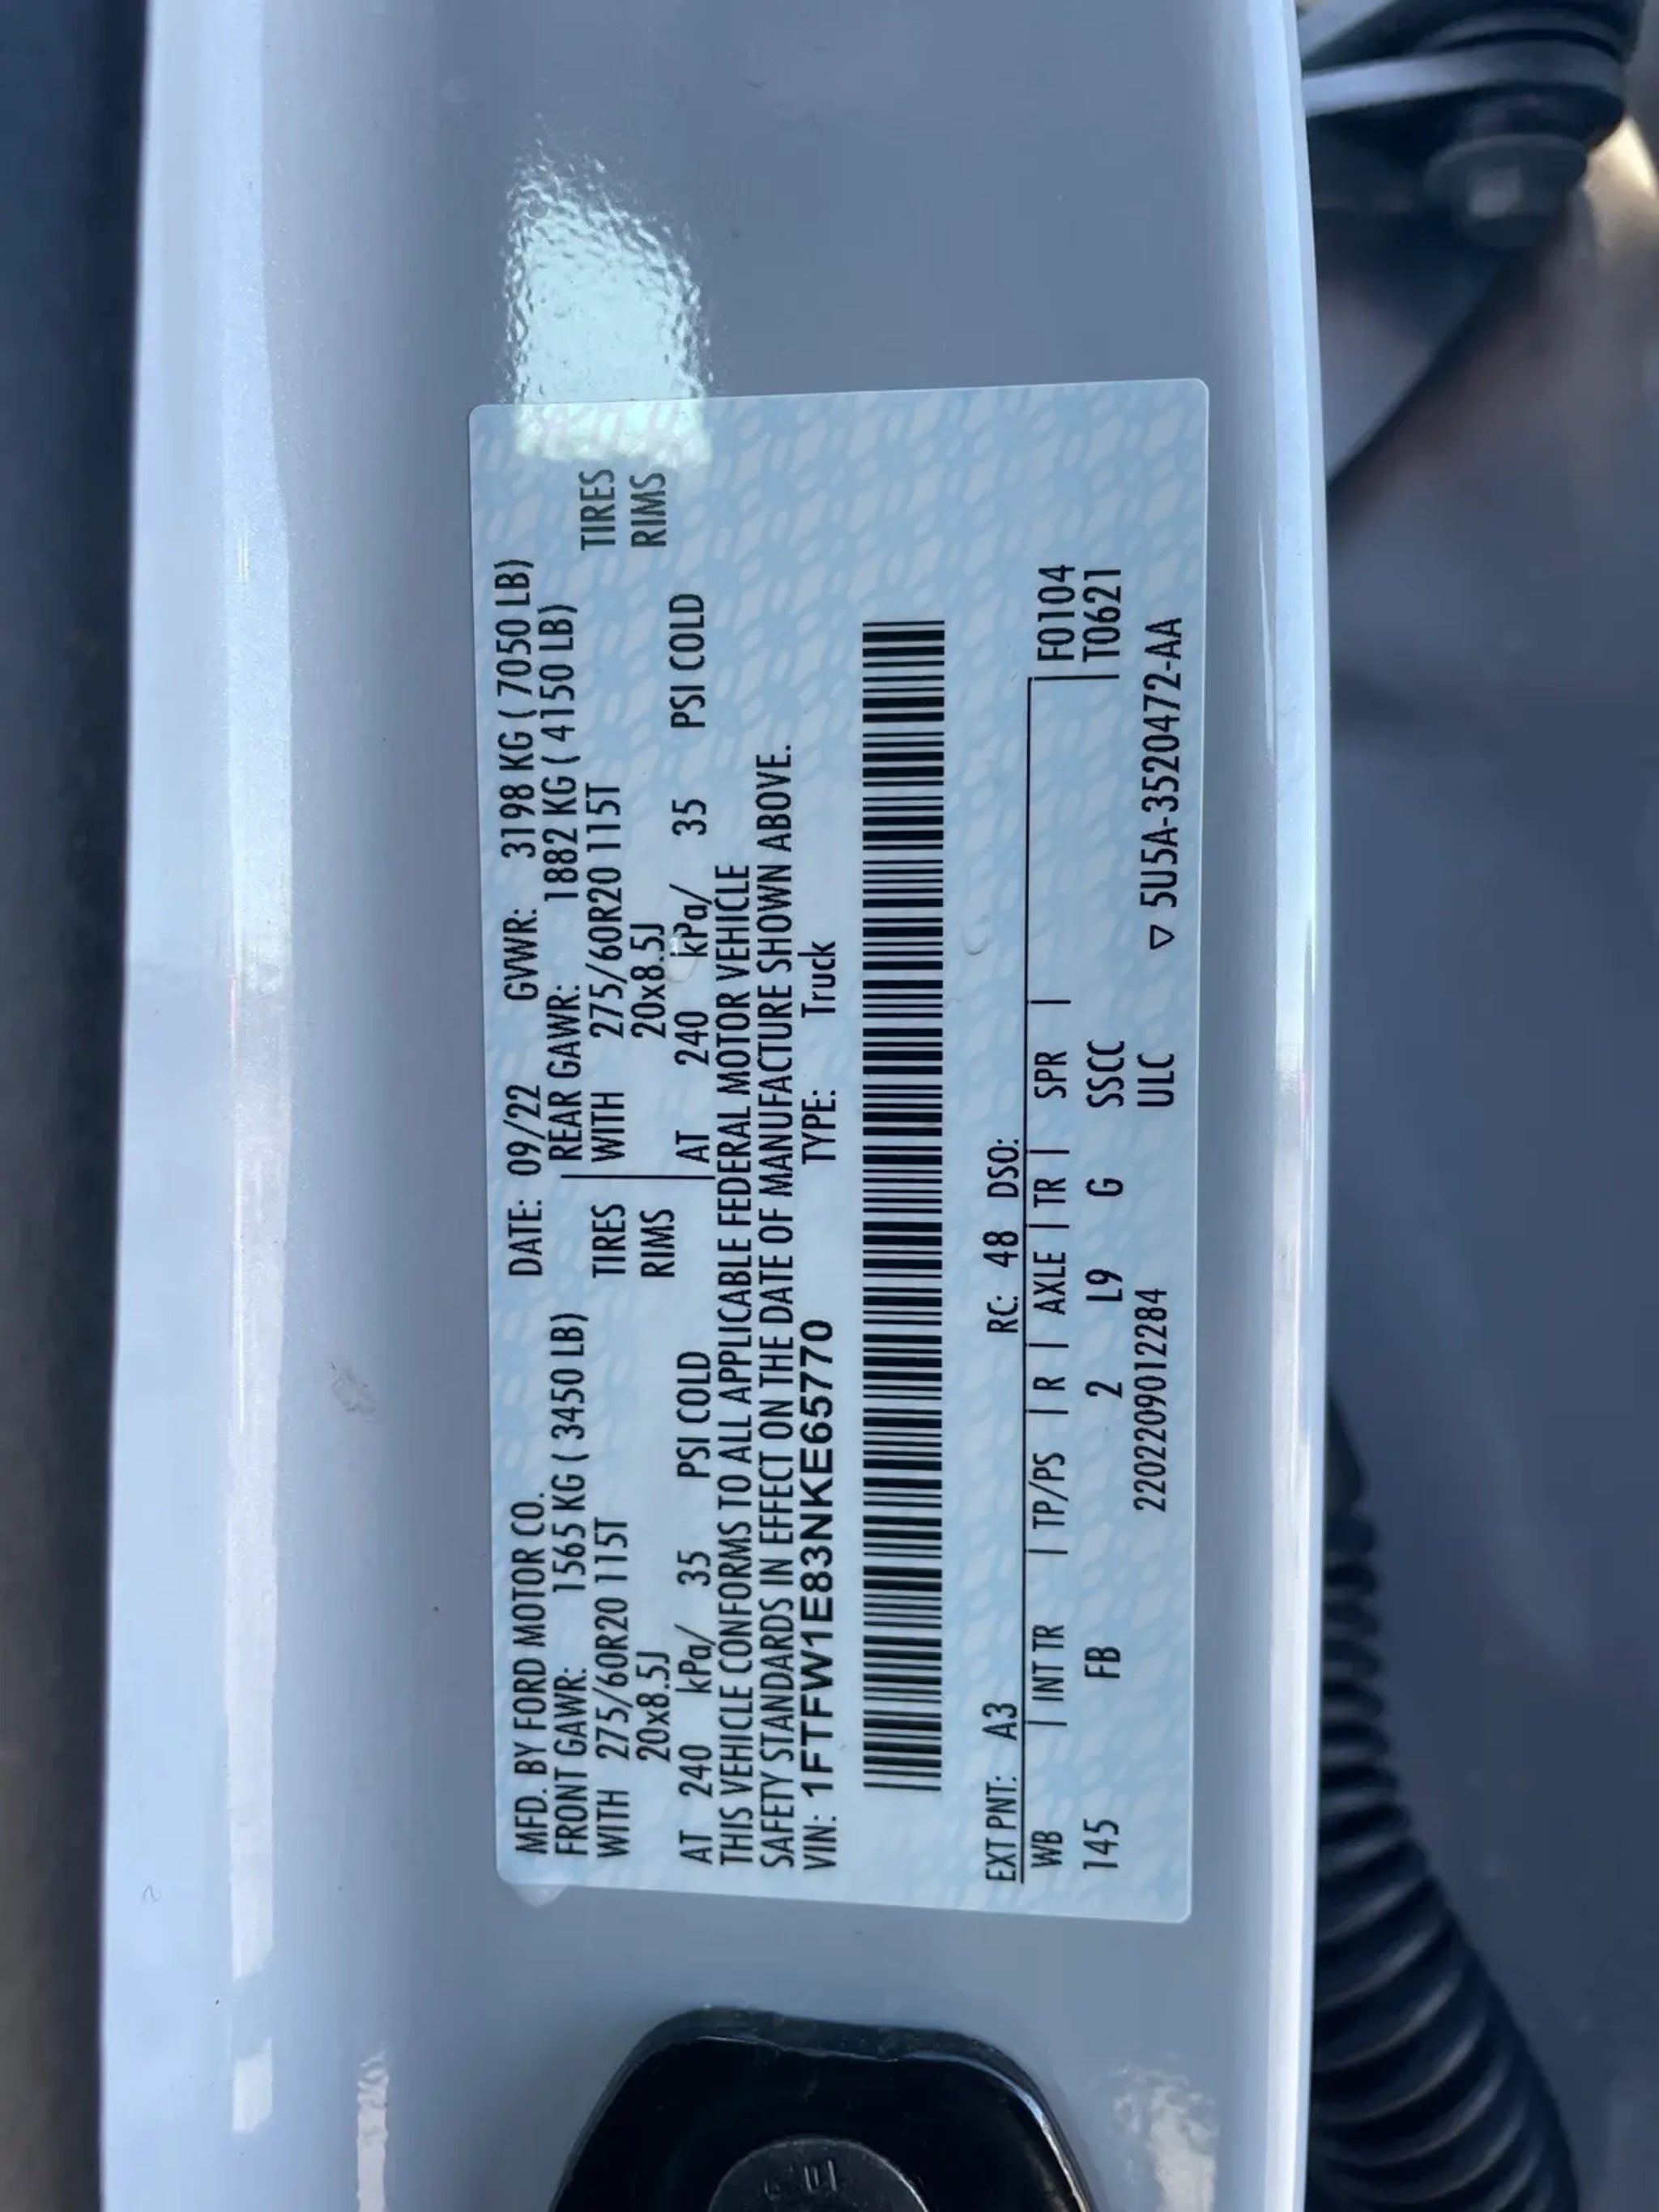 MFD. BY FORD MOTOR CO. DATE: 09/22 GVWR: 3198 KG ( 7050 LB)
FRONT GAWR: 1565 KG ( 3450 LB) REAR GAWR: 1882 KG ( 4150 LB)
WITH 275/60R20 115T TIRES WITH 275/60R20 115T TIRES
20x8.5J RIMS 20x8.5J RIMS
AT 240 kPa/ 35 PSI COLD AT 240 kPa/ 35 PSI COLD
THIS VEHICLE CONFORMS TO ALL APPLICABLE FEDERAL MOTOR VEHICLE
SAFETY STANDARDS IN EFFECT ON THE DATE OF MANUFACTURE SHOWN ABOVE.
VIN: 1FTFW1E83NKE65770 TYPE: Truck
EXT PNT: A3 RC: 48 DSO:
WB | INT TR | TP/PS | R | AXLE | TR | SPR | F0104
145 FB 2 L9 G SSCC T0621
2202209012284 ULC ▽ 5U5A-3520472-AA